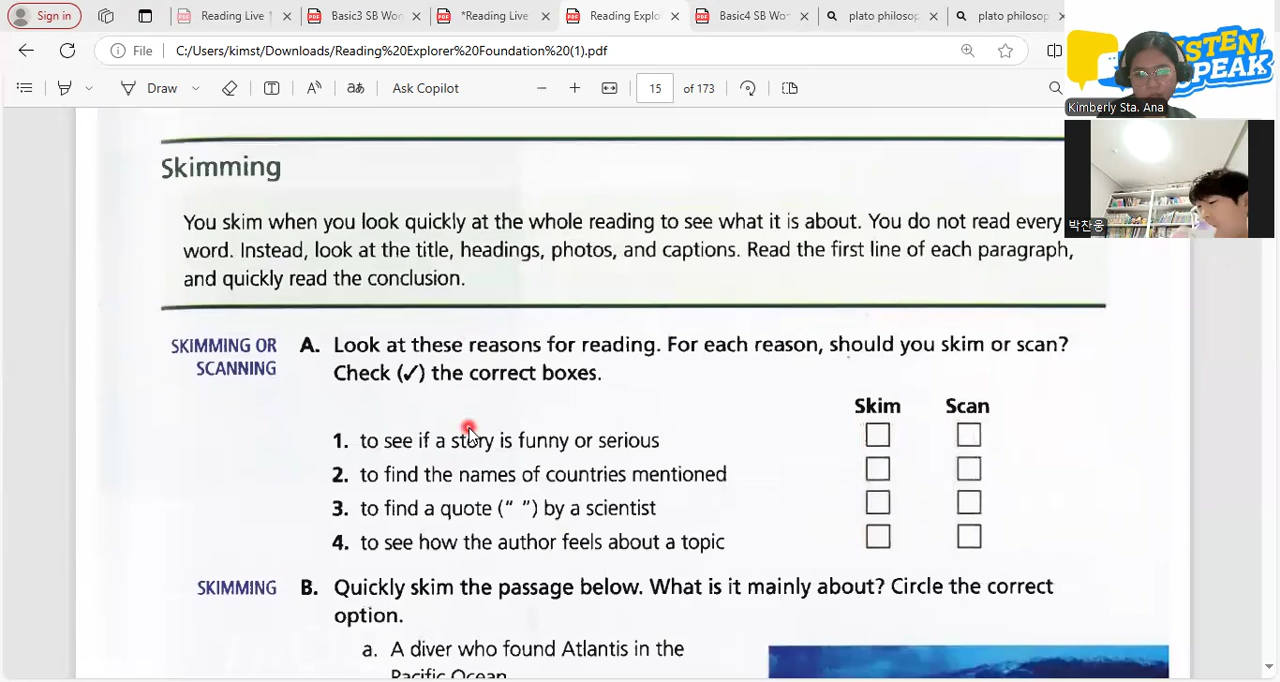 Sign in
Reading Live
Basic3 SB Wor
*Reading Live
Reading Explo
Basic4 SB Wor
plato philosop
plato philosop
File
C:/Users/kimst/Downloads/Reading%20Explorer%20Foundation%20(1).pdf
Draw
Ask Copilot
15
of 173
PEAK
Kimberly Sta. Ana
박찬웅
Skimming
You skim when you look quickly at the whole reading to see what it is about. You do not read every
word. Instead, look at the title, headings, photos, and captions. Read the first line of each paragraph,
and quickly read the conclusion.
SKIMMING OR
SCANNING
A. Look at these reasons for reading. For each reason, should you skim or scan?
Check (✓) the correct boxes.
Skim Scan
1. to see if a story is funny or serious
2. to find the names of countries mentioned
3. to find a quote (“ ”) by a scientist
4. to see how the author feels about a topic
SKIMMING
B. Quickly skim the passage below. What is it mainly about? Circle the correct
option.
a. A diver who found Atlantis in the
Pacific Ocean